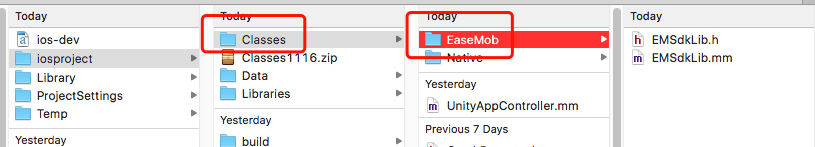 Today
ios-dev
iosproject
Library
ProjectSettings
Temp
Yesterday
Today
Classes
Classes1116.zip
Data
Libraries
Yesterday
build
Today
EaseMob
Native
Yesterday
UnityAppController.mm
Previous 7 Days
Today
EMSdkLib.h
EMSdkLib.mm